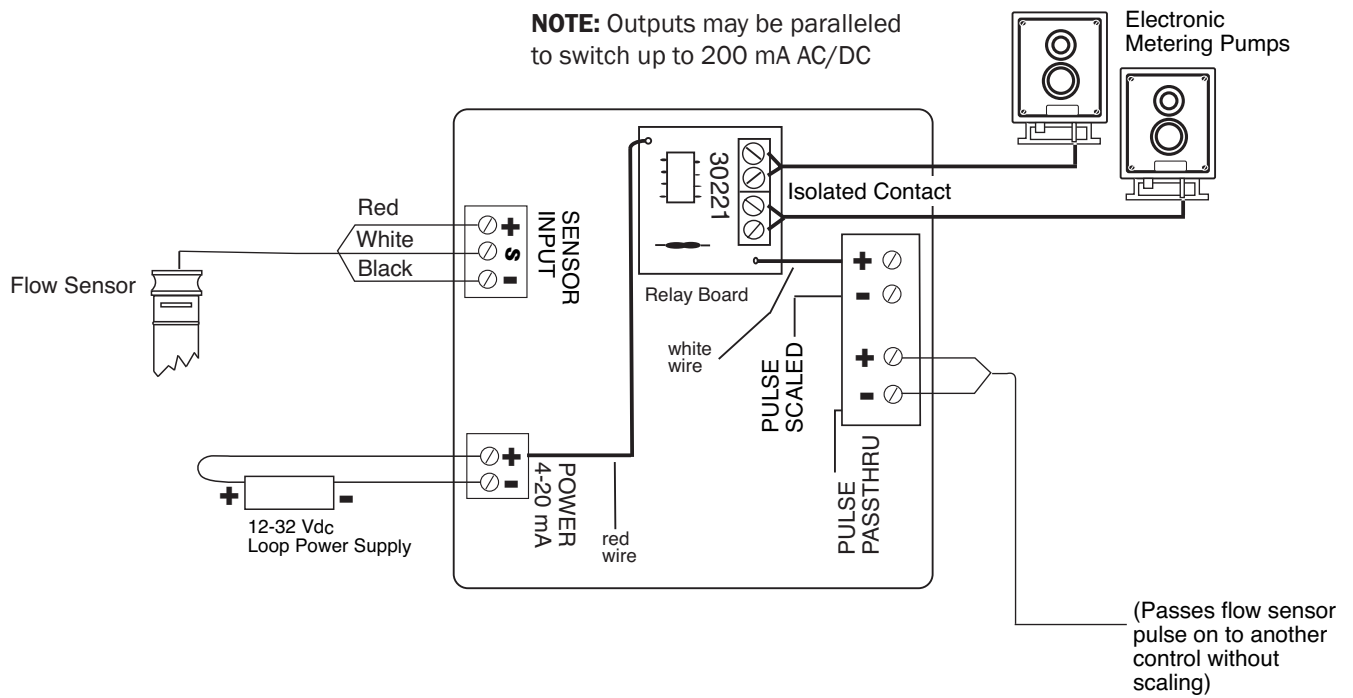 NOTE: Outputs may be paralleled
to switch up to 200 mA AC/DC
Electronic
Metering Pumps
30221
Isolated Contact
Relay Board
Red
White
Black
+
S
-
SENSOR
INPUT
Flow Sensor
white
wire
+
-
+
-
PULSE
SCALED
PULSE
PASSTHRU
+
-
POWER
4-20 mA
red
wire
+
-
12-32 Vdc
Loop Power Supply
(Passes flow sensor
pulse on to another
control without
scaling)